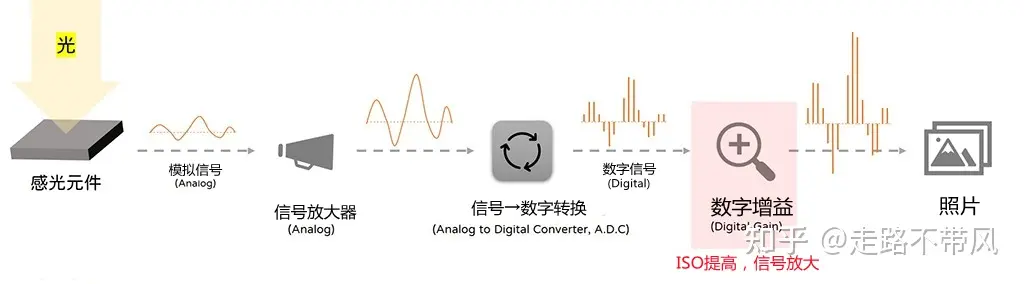 光
感光元件
模拟信号
(Analog)
信号放大器
(Analog)
信号→数字转换
(Analog to Digital Converter, A.D.C)
数字信号
(Digital)
数字增益
(Digital Gain)
ISO提高，信号放大
照片
知乎 @走路不带风